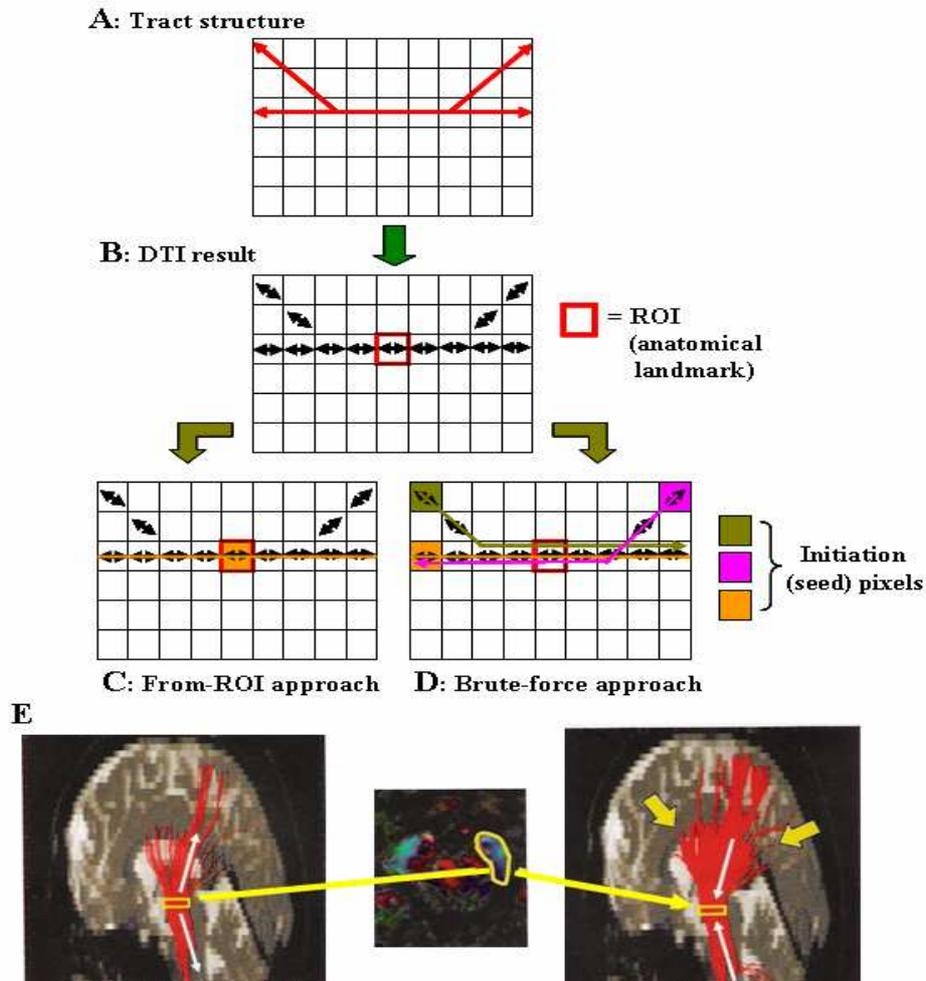 A: Tract structure
B: DTI result
= ROI
(anatomical
landmark)
Initiation
(seed) pixels
C: From-ROI approach
D: Brute-force approach
E